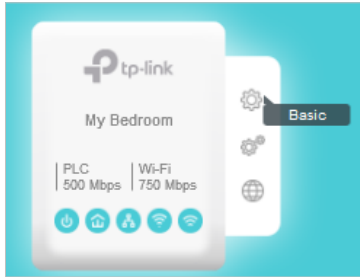 tp-link
My Bedroom
Basic
PLC
500 Mbps
Wi-Fi
750 Mbps